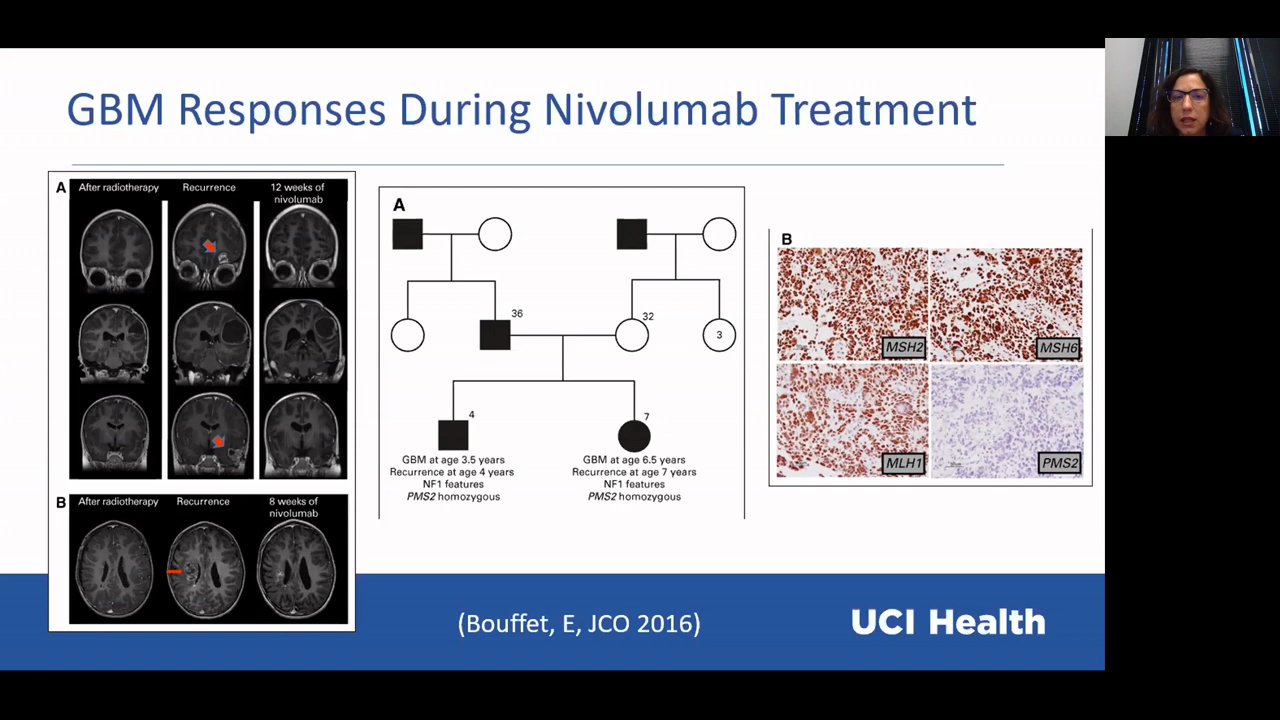 GBM Responses During Nivolumab Treatment
A
After radiotherapy
Recurrence
12 weeks of
nivolumab
B
After radiotherapy
Recurrence
8 weeks of
nivolumab
A
36
32
3
4
7
GBM at age 3.5 years
Recurrence at age 4 years
NF1 features
PMS2 homozygous
GBM at age 6.5 years
Recurrence at age 7 years
NF1 features
PMS2 homozygous
B
MSH2
MSH6
MLH1
PMS2
(Bouffet, E, JCO 2016)
UCI Health